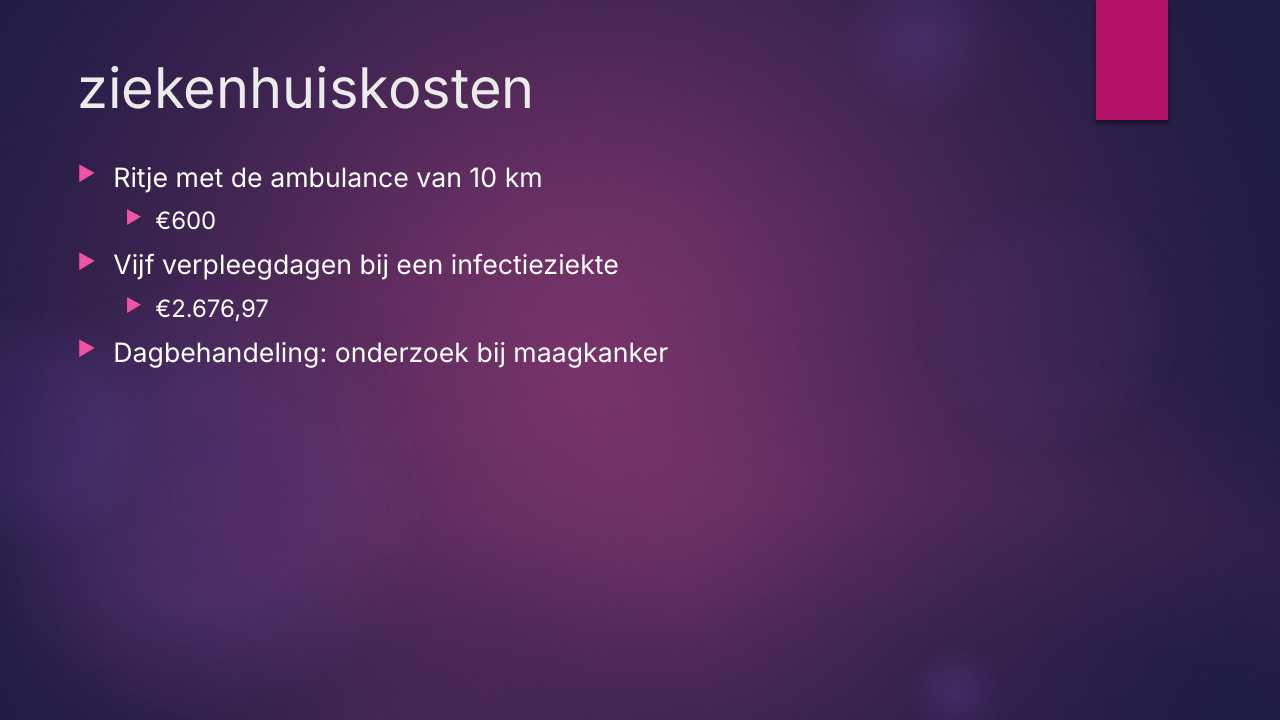 ziekenhuiskosten
Ritje met de ambulance van 10 km
€600
Vijf verpleegdagen bij een infectieziekte
€2.676,97
Dagbehandeling: onderzoek bij maagkanker